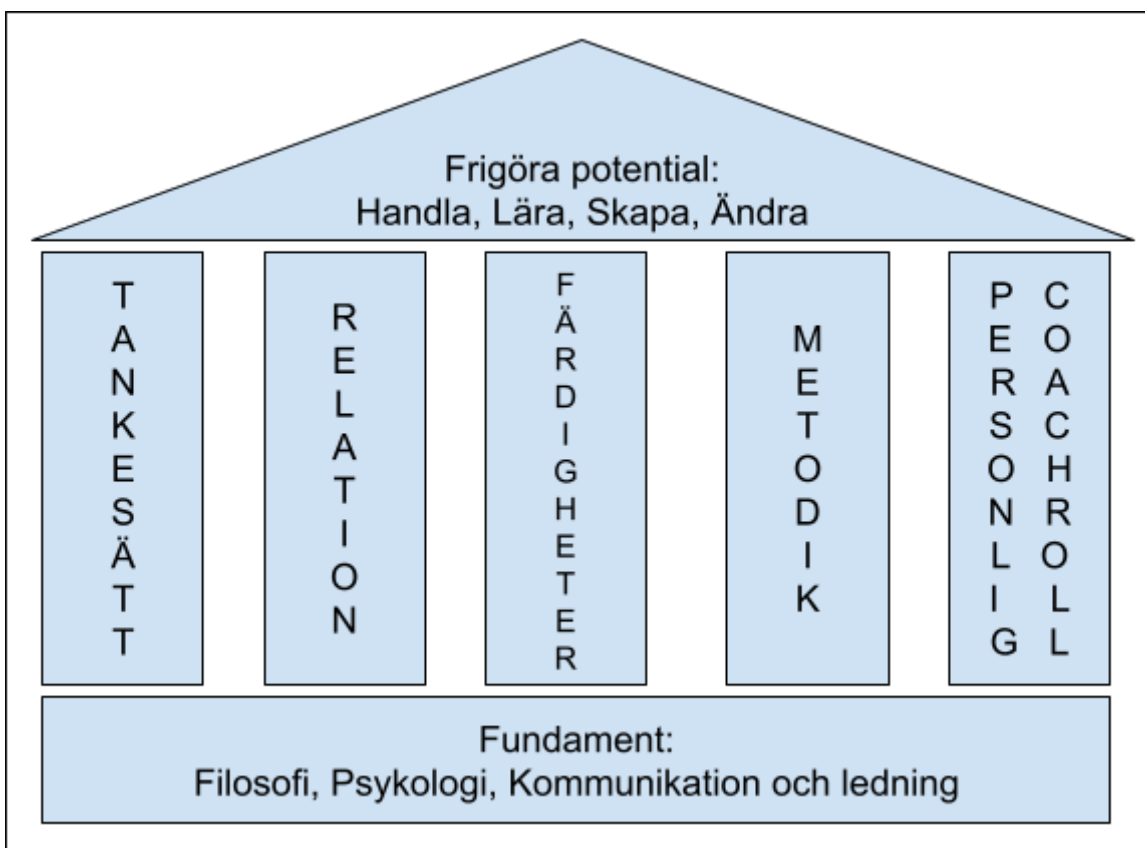 Frigöra potential:
Handla, Lära, Skapa, Ändra
TANKESÄTT
RELATION
FÄRDIGHETER
METODIK
PERSONLIG
COACHROLL
Fundament:
Filosofi, Psykologi, Kommunikation och ledning